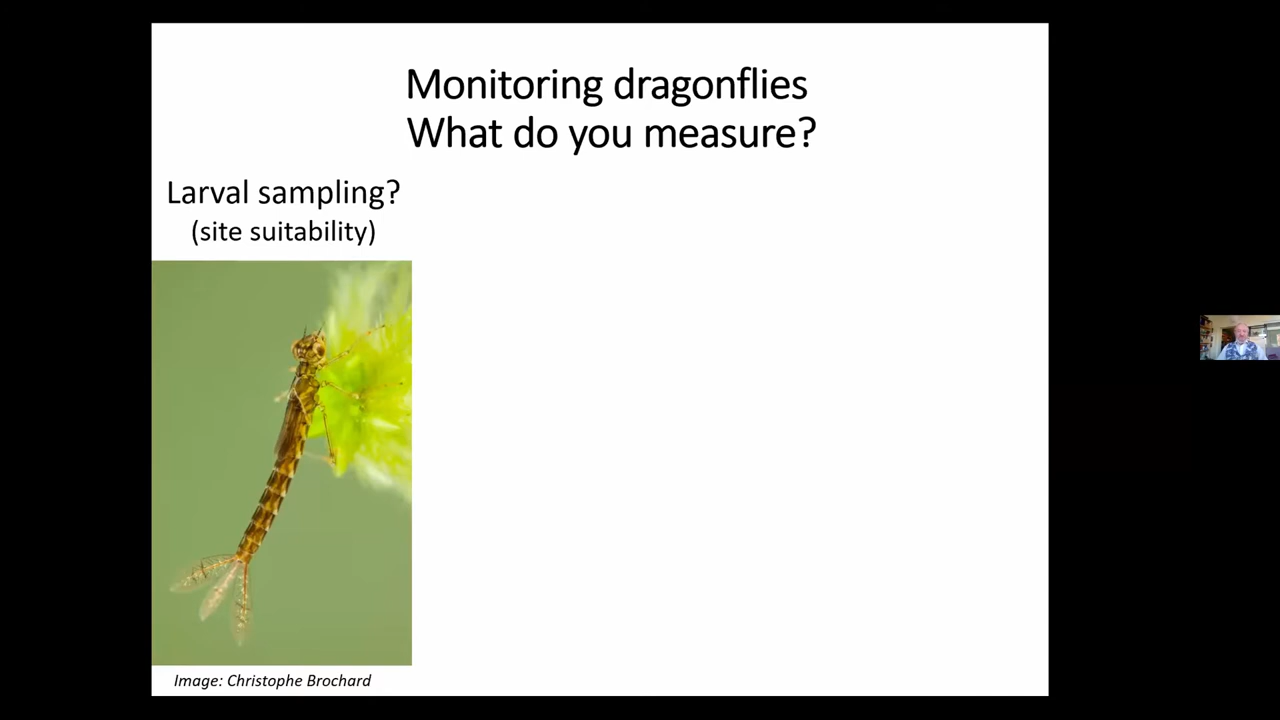 Monitoring dragonflies
What do you measure?
Larval sampling?
(site suitability)
Image: Christophe Brochard